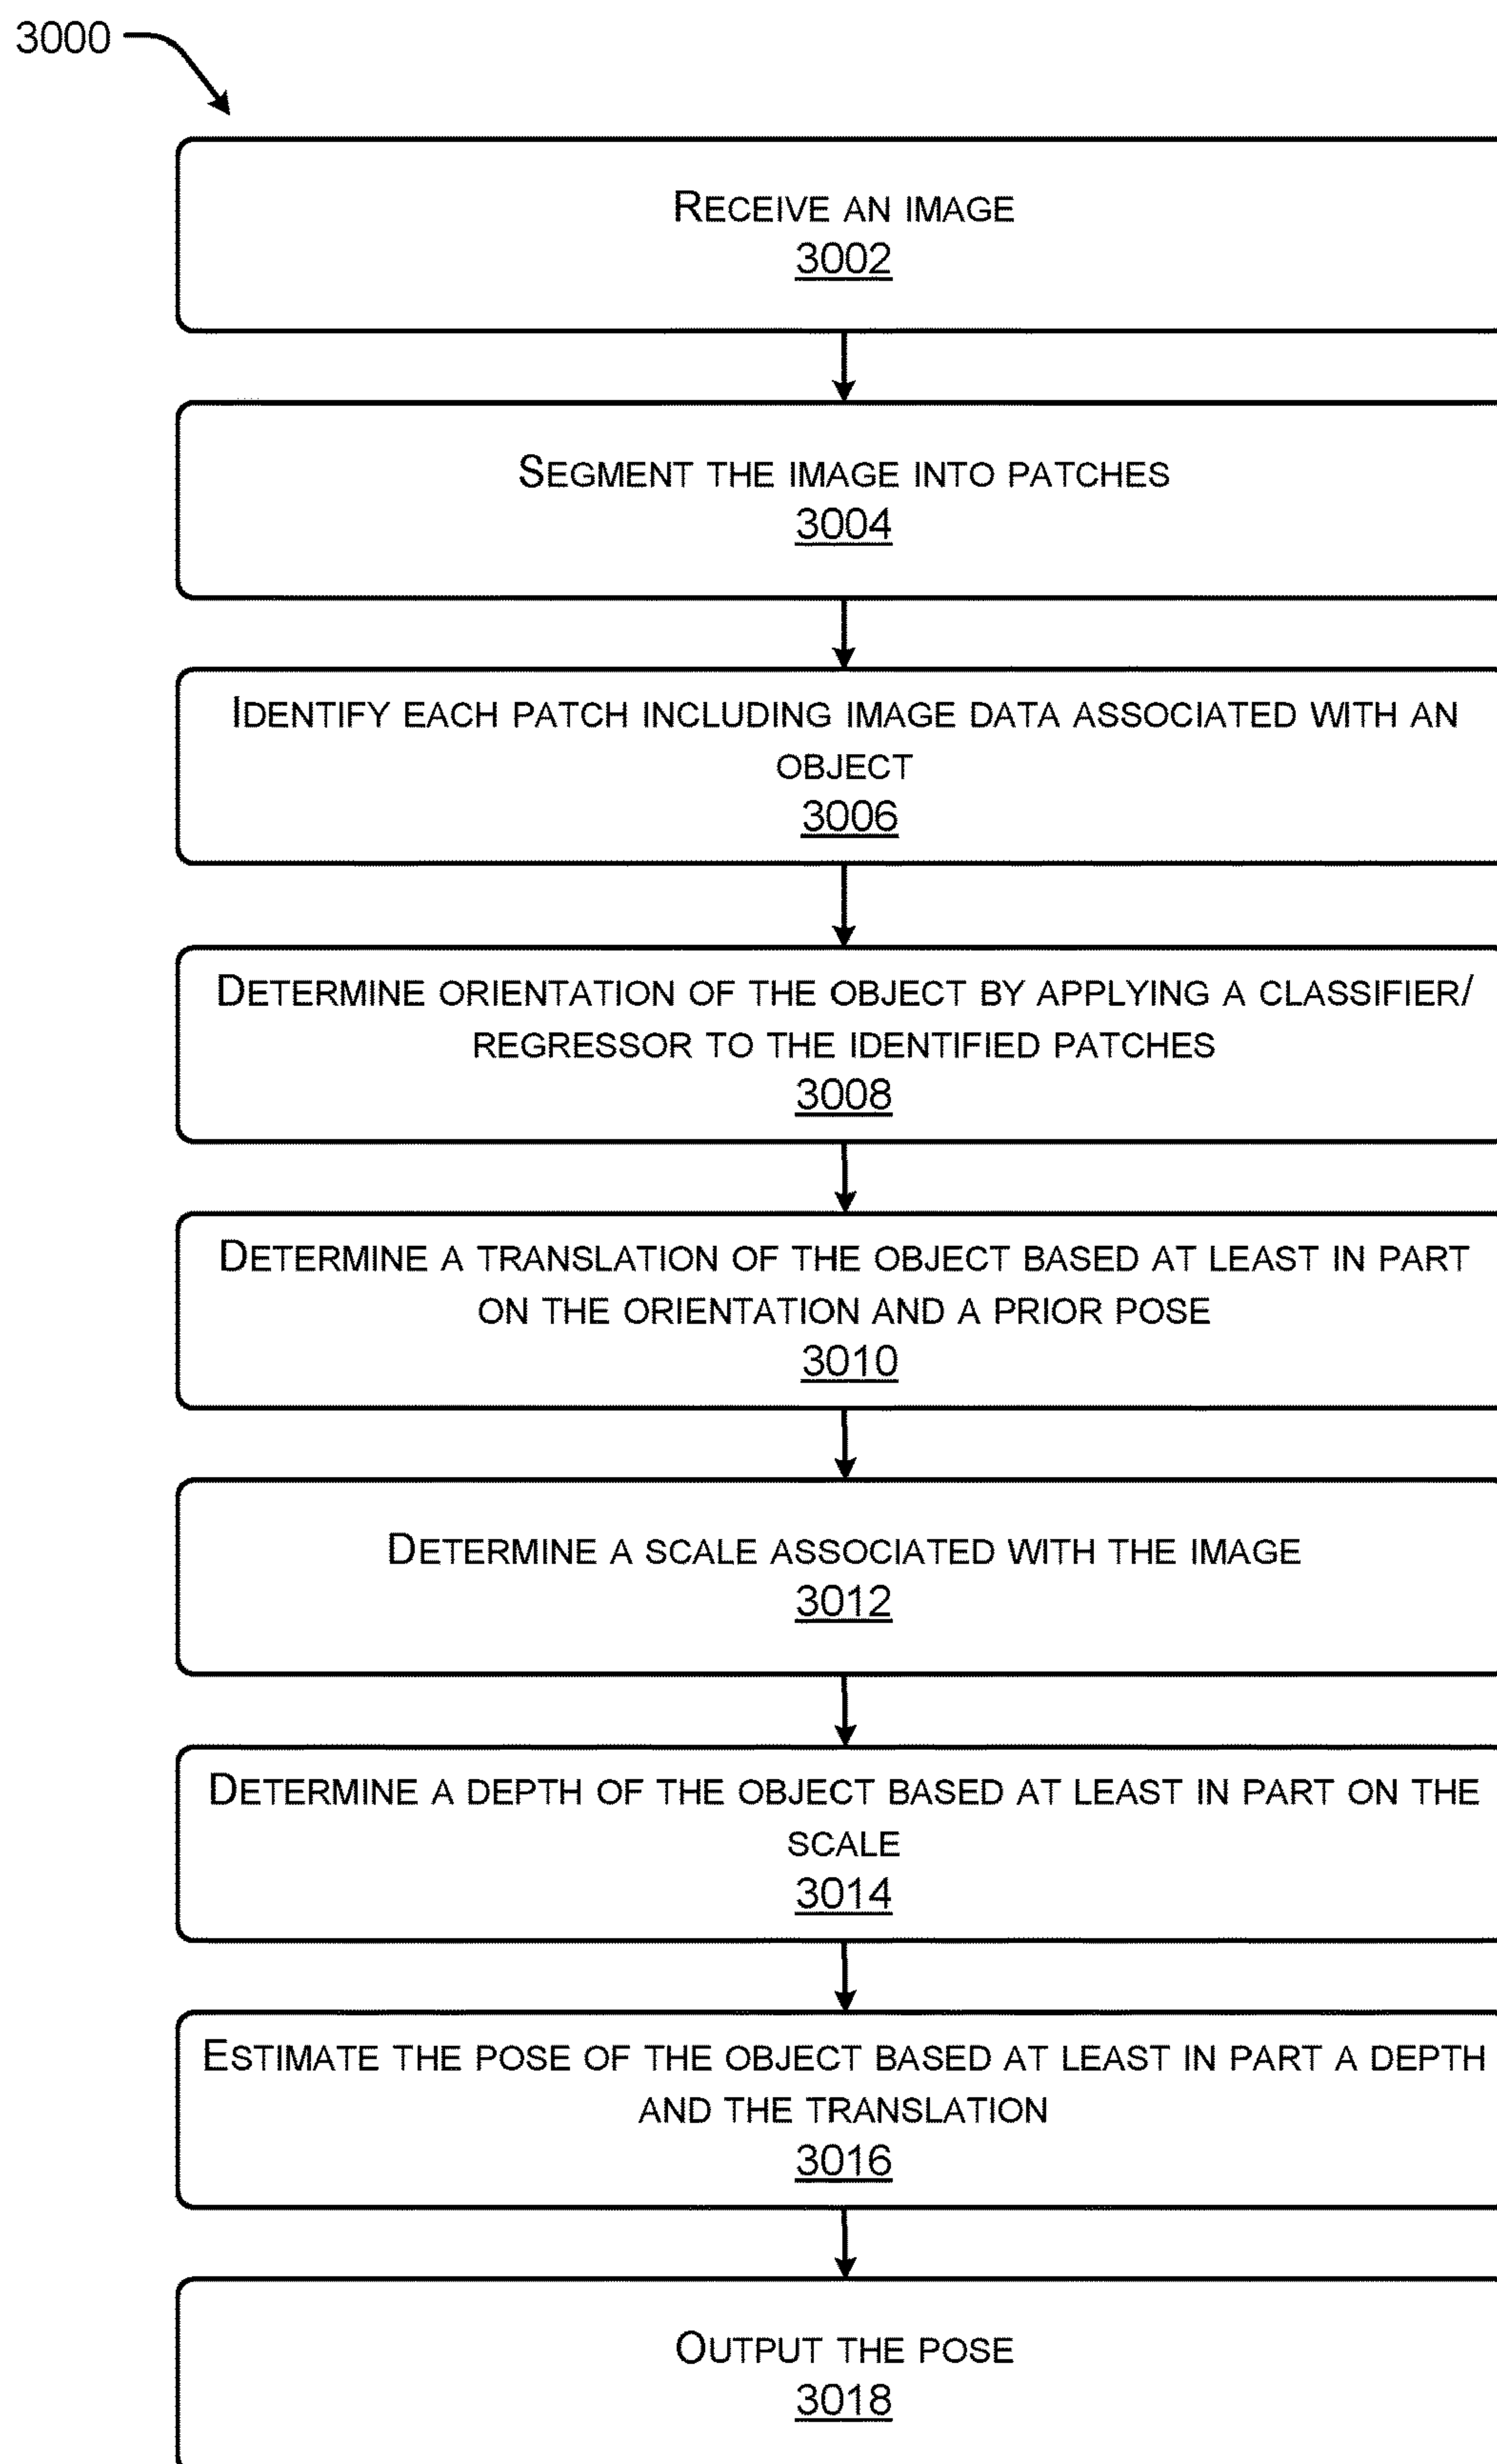 3000
RECEIVE AN IMAGE
3002
SEGMENT THE IMAGE INTO PATCHES
3004
IDENTIFY EACH PATCH INCLUDING IMAGE DATA ASSOCIATED WITH AN
OBJECT
3006
DETERMINE ORIENTATION OF THE OBJECT BY APPLYING A CLASSIFIER/
REGRESSOR TO THE IDENTIFIED PATCHES
3008
DETERMINE A TRANSLATION OF THE OBJECT BASED AT LEAST IN PART
ON THE ORIENTATION AND A PRIOR POSE
3010
DETERMINE A SCALE ASSOCIATED WITH THE IMAGE
3012
DETERMINE A DEPTH OF THE OBJECT BASED AT LEAST IN PART ON THE
SCALE
3014
ESTIMATE THE POSE OF THE OBJECT BASED AT LEAST IN PART A DEPTH
AND THE TRANSLATION
3016
OUTPUT THE POSE
3018